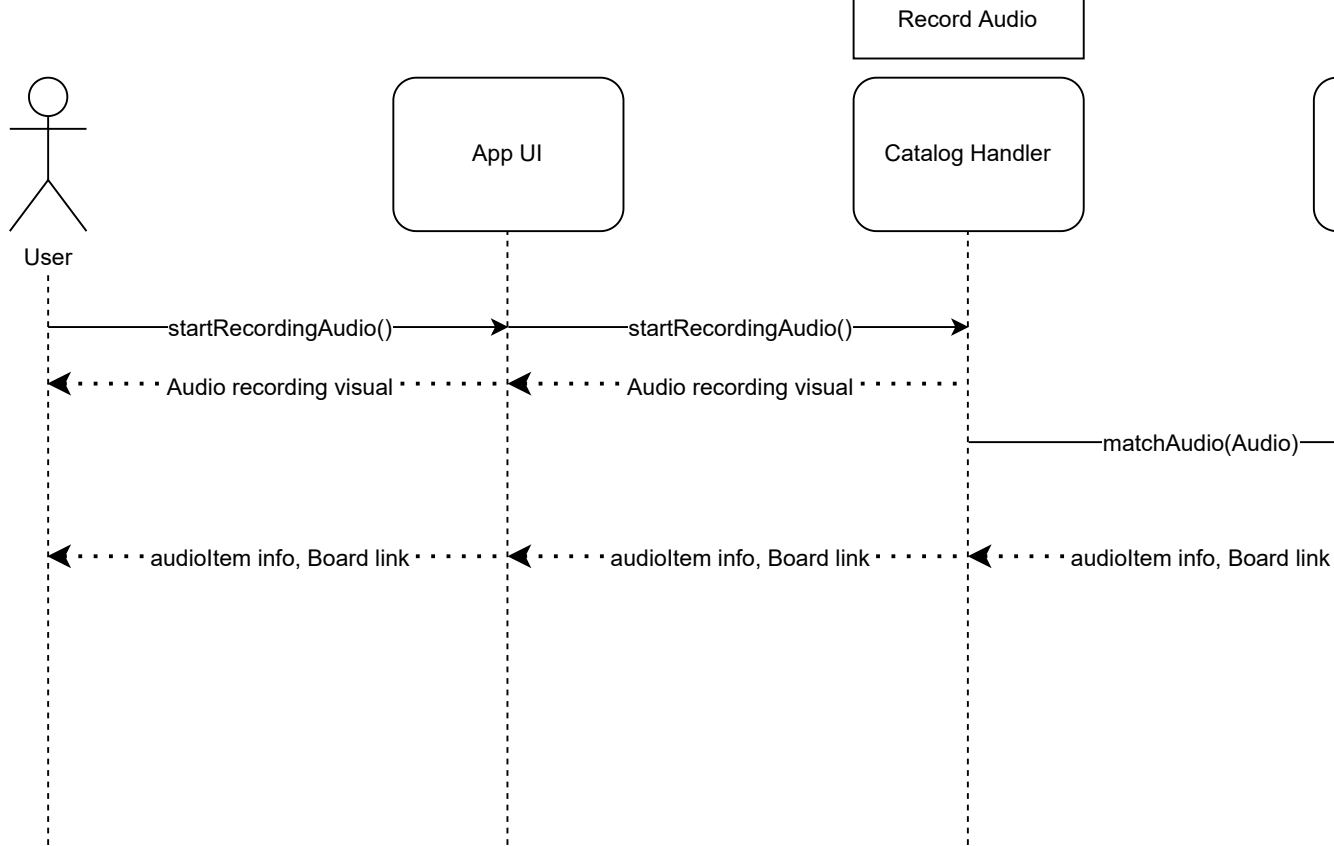 Record Audio
App UI
Catalog Handler
User
startRecordingAudio()
startRecordingAudio()
Audio recording visual
Audio recording visual
matchAudio(Audio)
audioItem info, Board link
audioItem info, Board link
audioItem info, Board link